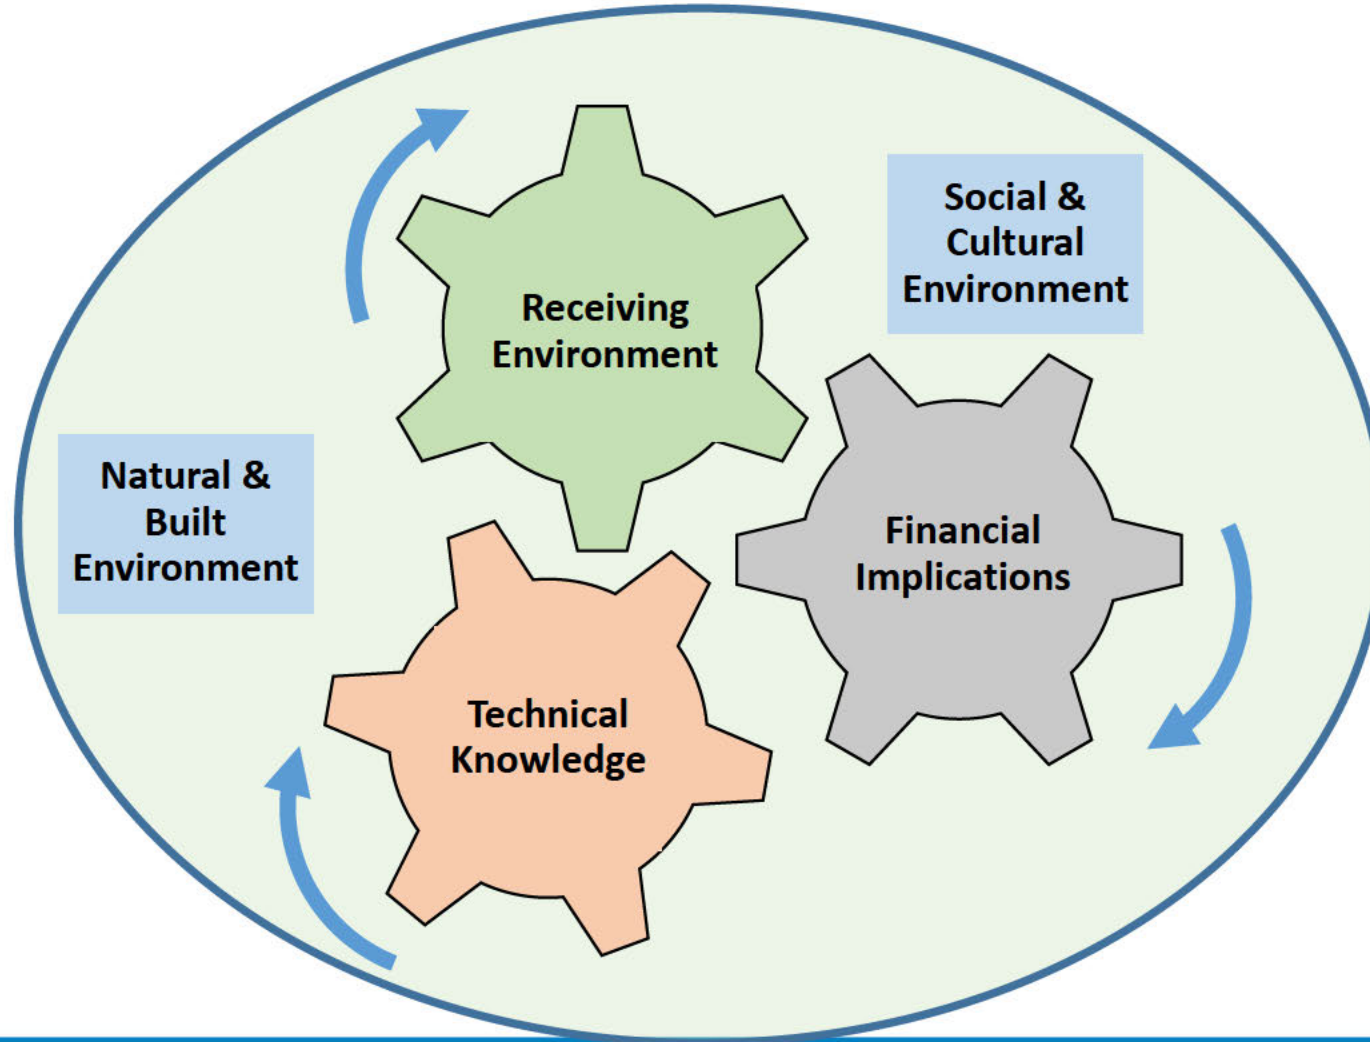 Social &
Cultural
Environment
Receiving
Environment
Natural &
Built
Environment
Financial
Implications
Technical
Knowledge